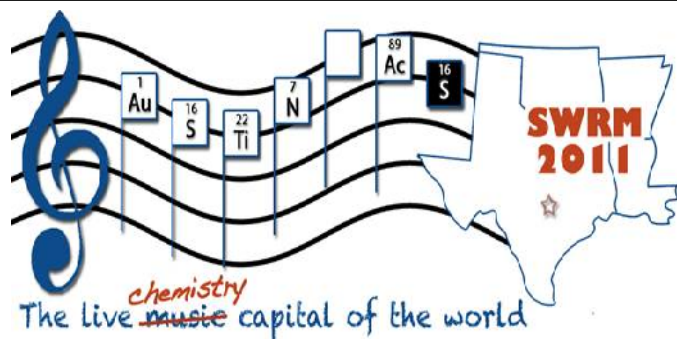 1 Au
16 S
22 Ti
7 N
89 Ac
16 S
SWRM
2011
chemistry
The live music capital of the world